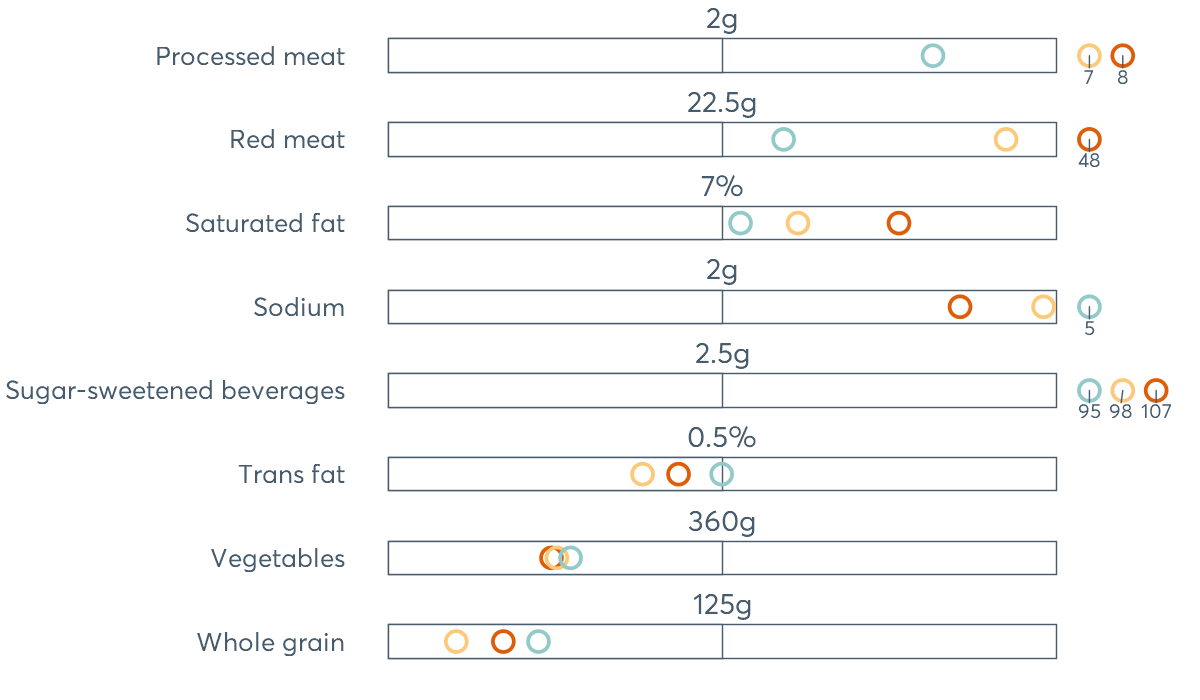 2g
Processed meat
7 8
22.5g
Red meat
48
7%
Saturated fat
2g
Sodium
5
2.5g
Sugar-sweetened beverages
95 98 107
0.5%
Trans fat
360g
Vegetables
125g
Whole grain